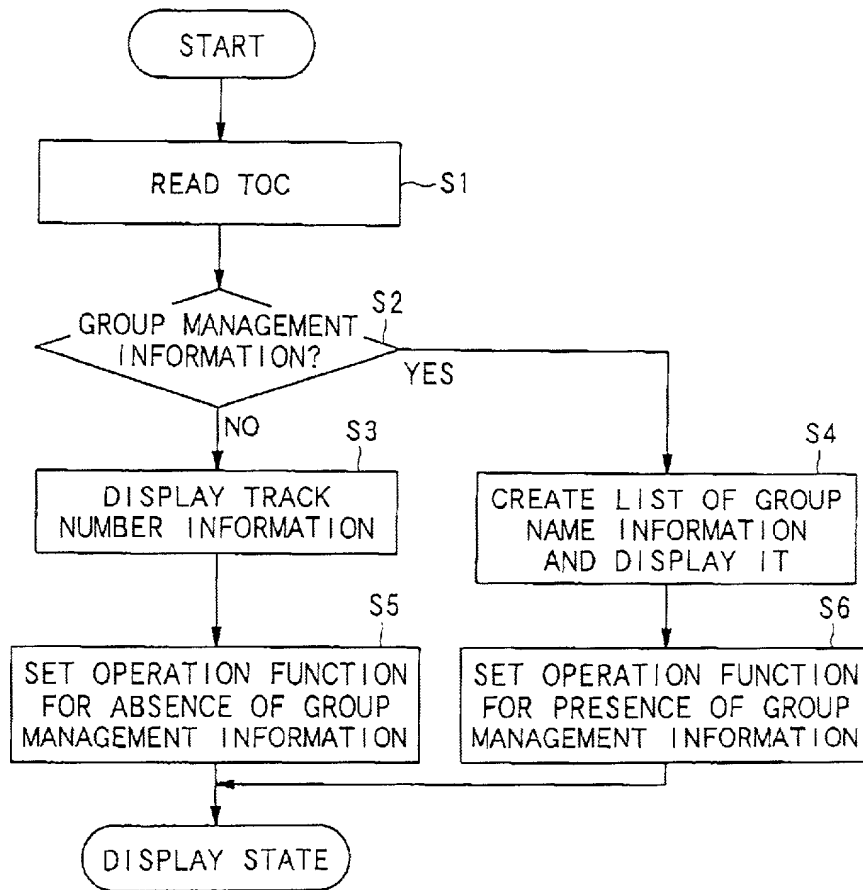 START
READ TOC
S1
S2
GROUP MANAGEMENT
INFORMATION?
YES
NO
S3
DISPLAY TRACK
NUMBER INFORMATION
S4
CREATE LIST OF GROUP
NAME INFORMATION
AND DISPLAY IT
S5
SET OPERATION FUNCTION
FOR ABSENCE OF GROUP
MANAGEMENT INFORMATION
S6
SET OPERATION FUNCTION
FOR PRESENCE OF GROUP
MANAGEMENT INFORMATION
DISPLAY STATE